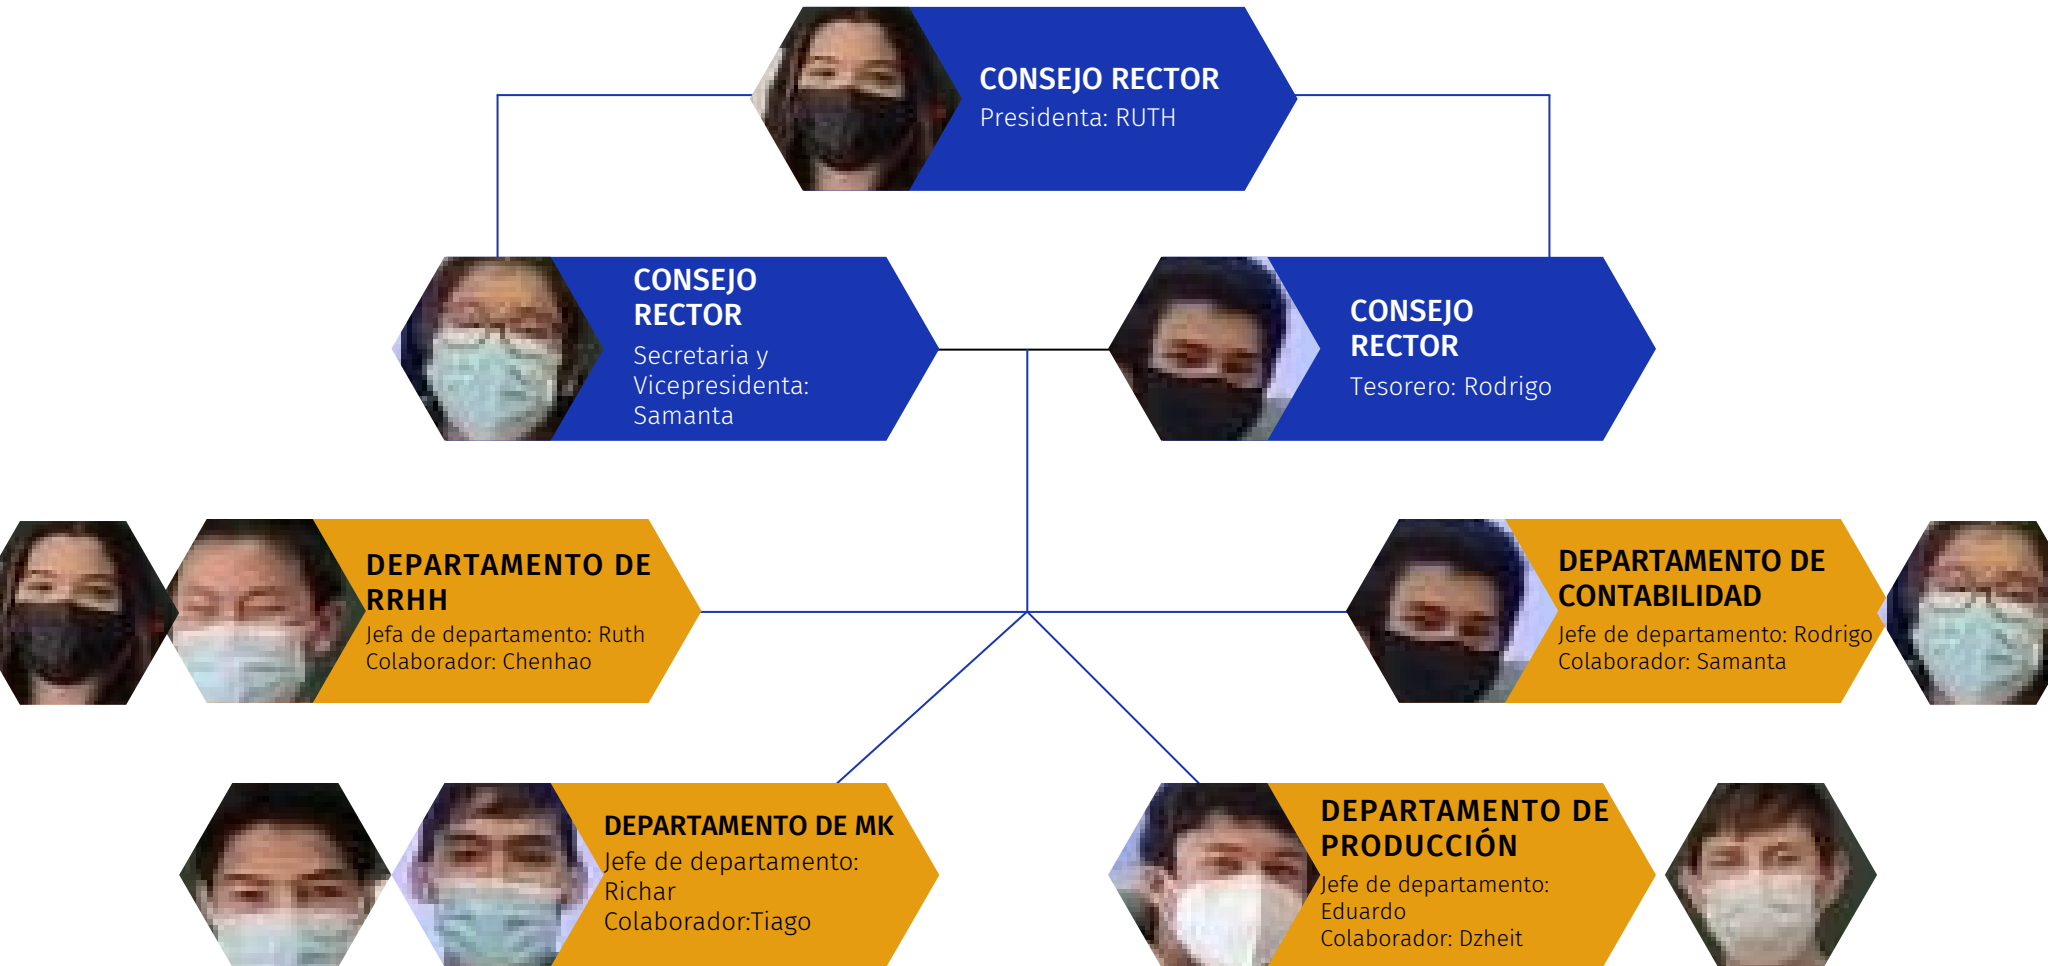 CONSEJO RECTOR
Presidenta: RUTH
CONSEJO
RECTOR
Secretaria y
Vicepresidenta:
Samanta
CONSEJO
RECTOR
Tesorero: Rodrigo
DEPARTAMENTO DE
RRHH
Jefa de departamento: Ruth
Colaborador: Chenhao
DEPARTAMENTO DE
CONTABILIDAD
Jefe de departamento: Rodrigo
Colaborador: Samanta
DEPARTAMENTO DE MK
Jefe de departamento:
Richar
Colaborador:Tiago
DEPARTAMENTO DE
PRODUCCIÓN
Jefe de departamento:
Eduardo
Colaborador: Dzheit